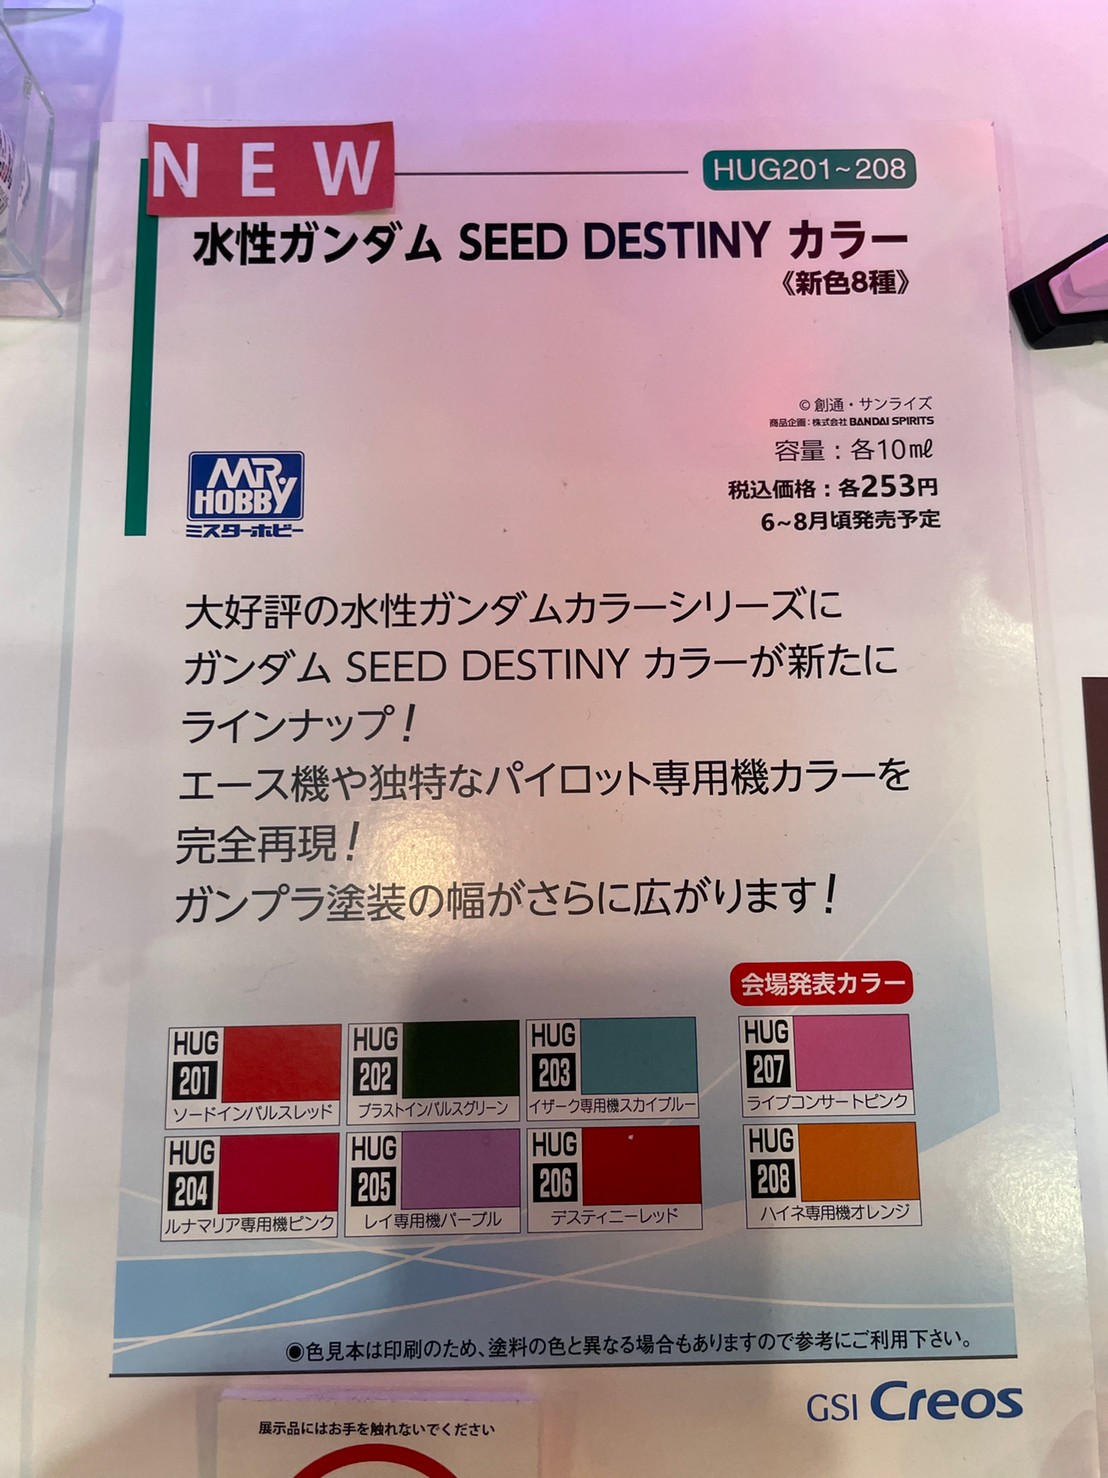 NEW
HUG201~208
水性ガンダム SEED DESTINY カラー
《新色8種》
© 創通・サンライズ
商品企画：株式会社 BANDAI SPIRITS
容量：各10㎖
税込価格：各253円
6~8月頃発売予定
MR.HOBBY
ミスターホビー
大好評の水性ガンダムカラーシリーズに
ガンダム SEED DESTINY カラーが新たに
ラインナップ！
エース機や独特なパイロット専用機カラーを
完全再現！
ガンプラ塗装の幅がさらに広がります！
会場発表カラー
HUG 201
ソードインパルスレッド
HUG 202
ブラストインパルスグリーン
HUG 203
イザーク専用機スカイブルー
HUG 207
ライブコンサートピンク
HUG 204
ルナマリア専用機ピンク
HUG 205
レイ専用機パープル
HUG 206
デスティニーレッド
HUG 208
ハイネ専用機オレンジ
◉色見本は印刷のため、塗料の色と異なる場合もありますので参考にご利用下さい。
GSI Creos
展示品にはお手を触れないでください